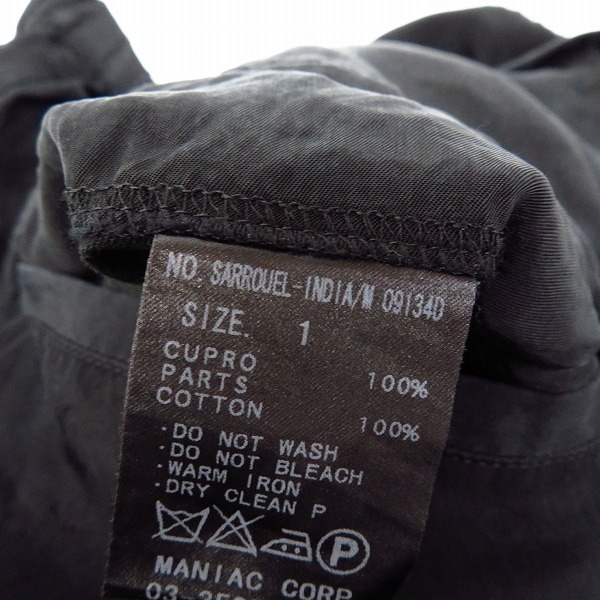 NO. SARROUEL-INDIA/M 09134D
SIZE. 1
CUPRO 100%
PARTS
COTTON 100%
·DO NOT WASH
·DO NOT BLEACH
·WARM IRON
·DRY CLEAN P
P
MANIAC CORP